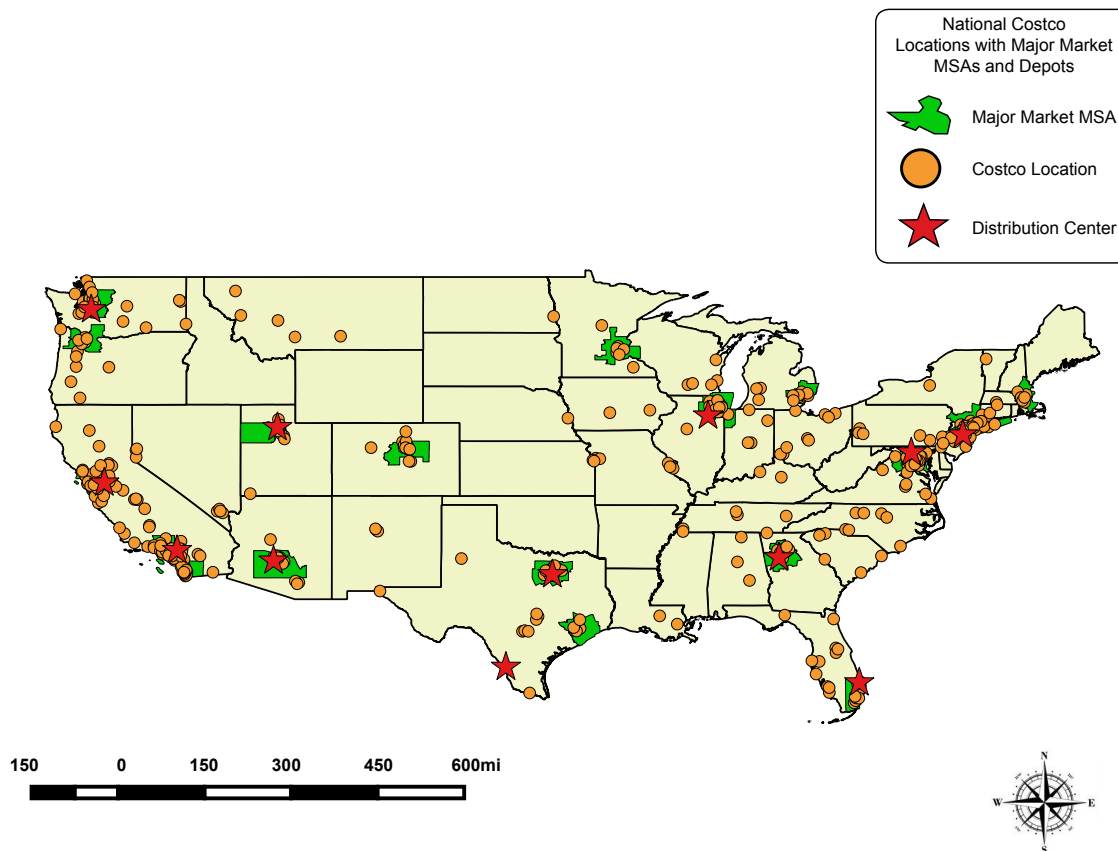 National Costco
Locations with Major Market
MSAs and Depots
Major Market MSA
Costco Location
Distribution Center
150 0 150 300 450 600mi
N
W E
S